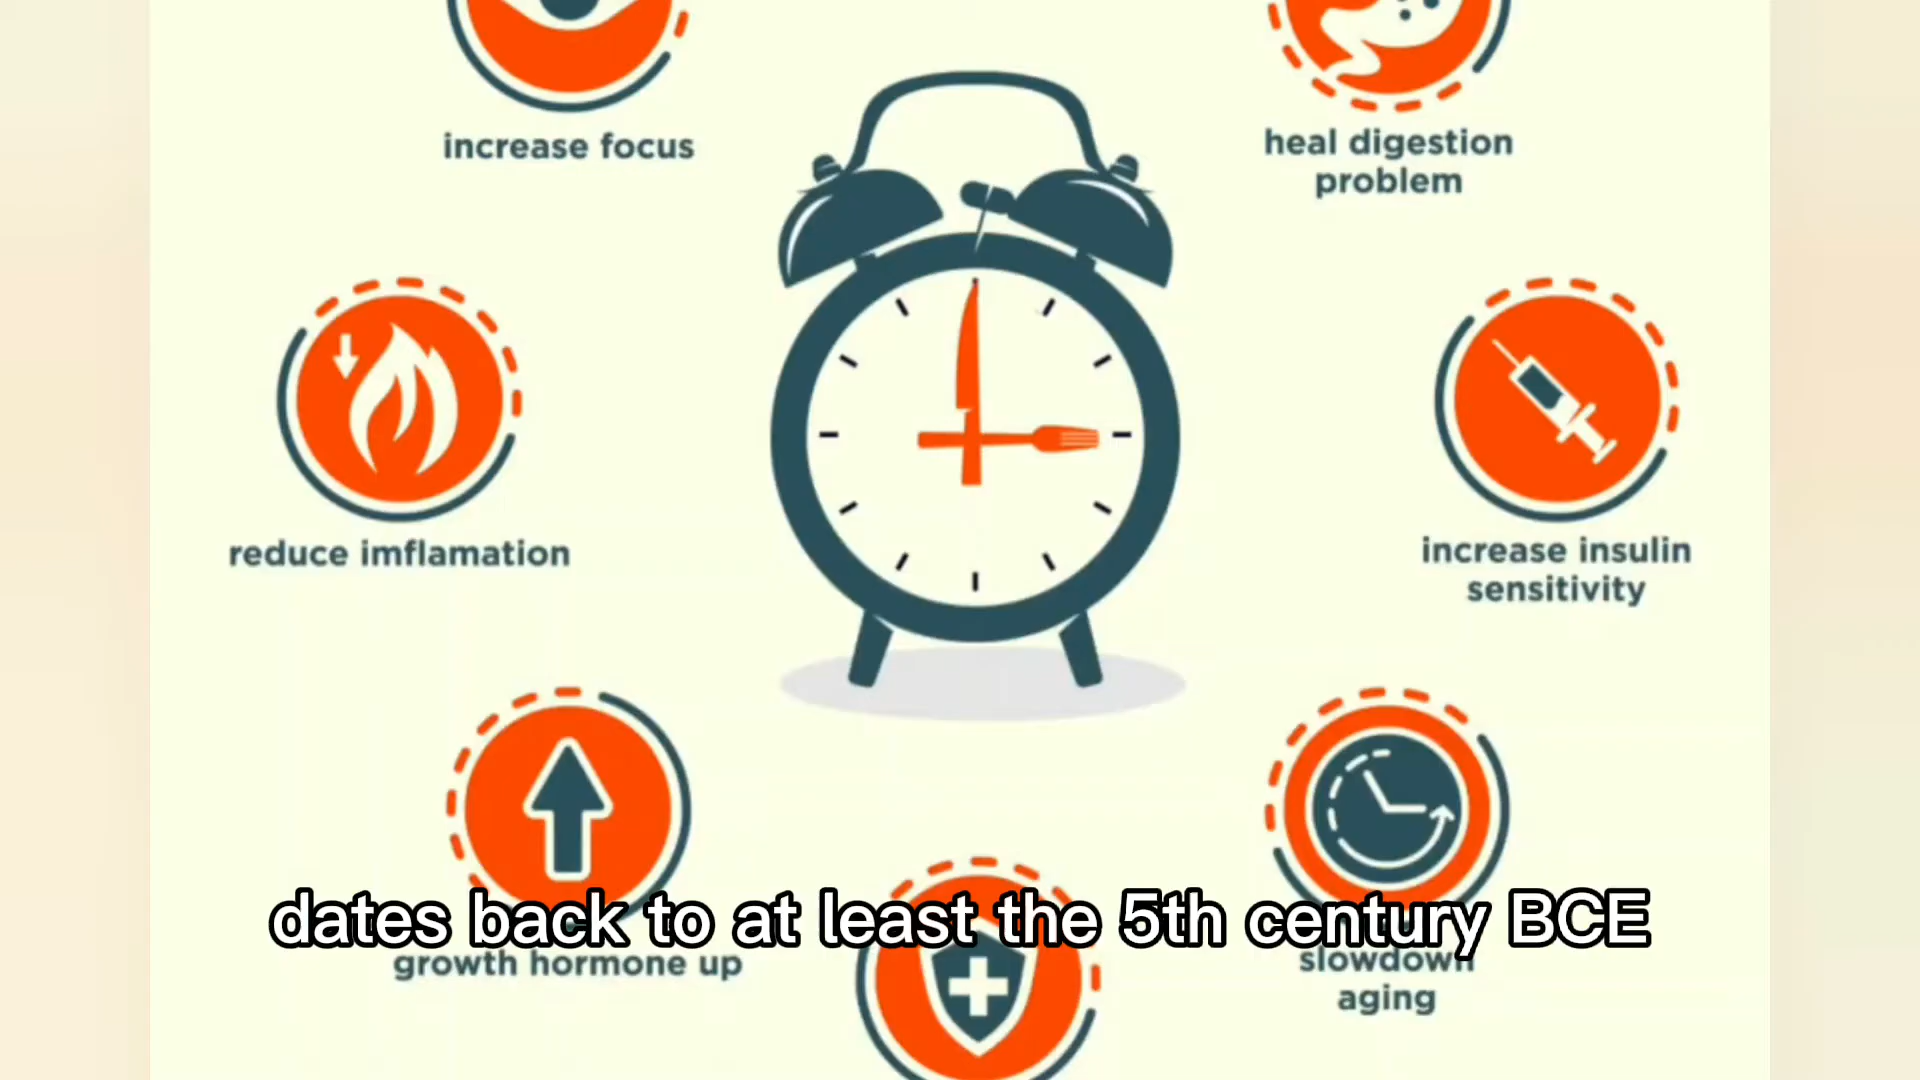 increase focus
heal digestion
problem
reduce imflamation
increase insulin
sensitivity
dates back to at least the 5th century BCE
growth hormone up
slowdown
aging